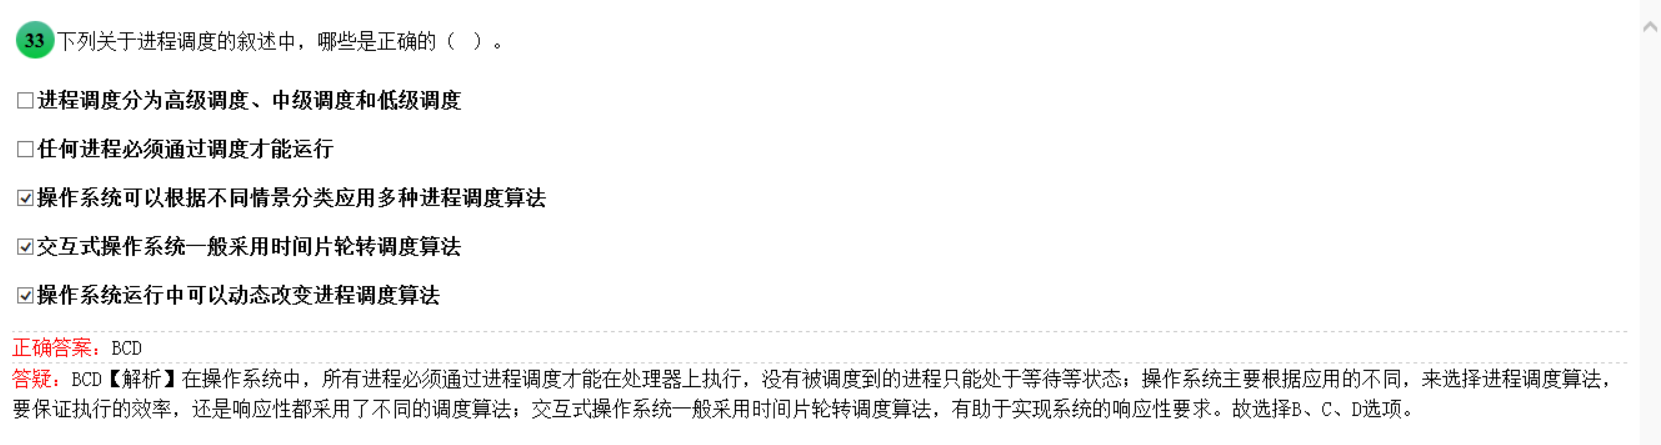 33 下列关于进程调度的叙述中，哪些是正确的（ ）。
进程调度分为高级调度、中级调度和低级调度
任何进程必须通过调度才能运行
操作系统可以根据不同情景分类应用多种进程调度算法
交互式操作系统一般采用时间片轮转调度算法
操作系统运行中可以动态改变进程调度算法
正确答案：BCD
答疑：BCD【解析】在操作系统中，所有进程必须通过进程调度才能在处理器上执行，没有被调度到的进程只能处于等待等状态；操作系统主要根据应用的不同，来选择进程调度算法，
要保证执行的效率，还是响应性都采用了不同的调度算法；交互式操作系统一般采用时间片轮转调度算法，有助于实现系统的响应性要求。故选择B、C、D选项。